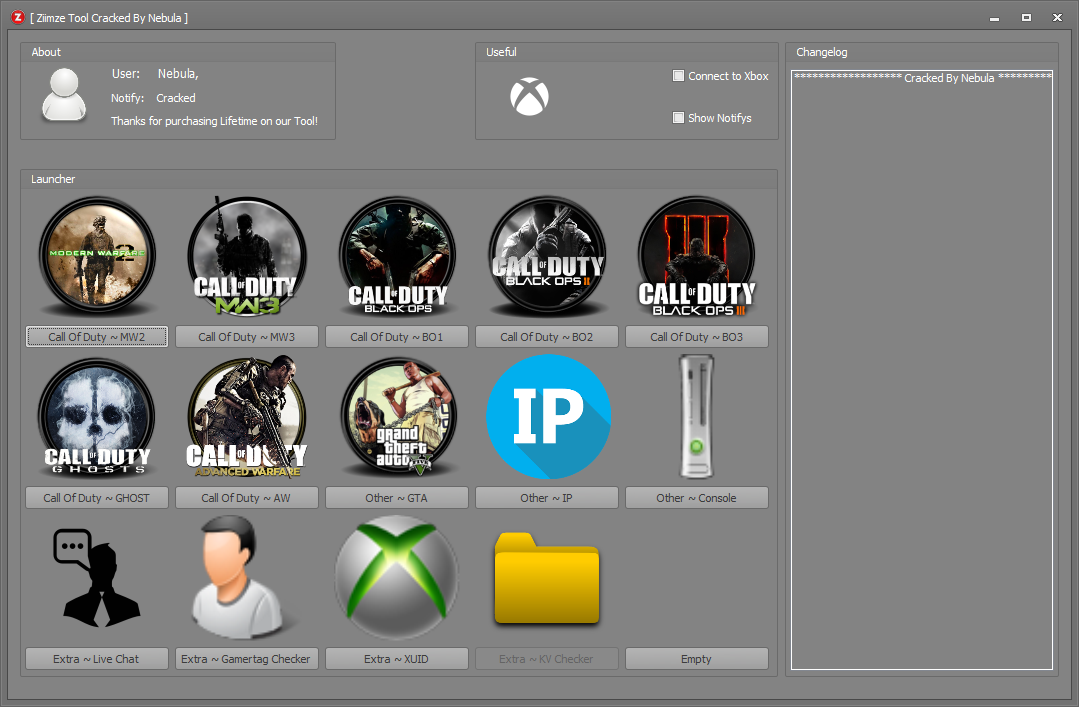 Z [ Ziimze Tool Cracked By Nebula ]
About
User: Nebula,
Notify: Cracked
Thanks for purchasing Lifetime on our Tool!
Useful
Connect to Xbox
Show Notifys
Changelog
****************** Cracked By Nebula *********
Launcher
MODERN WARFARE 2
CALL OF DUTY MW3
CALL OF DUTY BLACK OPS
CALL OF DUTY BLACK OPS II
CALL OF DUTY BLACK OPS III
Call Of Duty ~ MW2
Call Of Duty ~ MW3
Call Of Duty ~ BO1
Call Of Duty ~ BO2
Call Of Duty ~ BO3
CALL OF DUTY GHOSTS
CALL OF DUTY ADVANCED WARFARE
grand theft auto V
IP
Call Of Duty ~ GHOST
Call Of Duty ~ AW
Other ~ GTA
Other ~ IP
Other ~ Console
Extra ~ Live Chat
Extra ~ Gamertag Checker
Extra ~ XUID
Extra ~ KV Checker
Empty